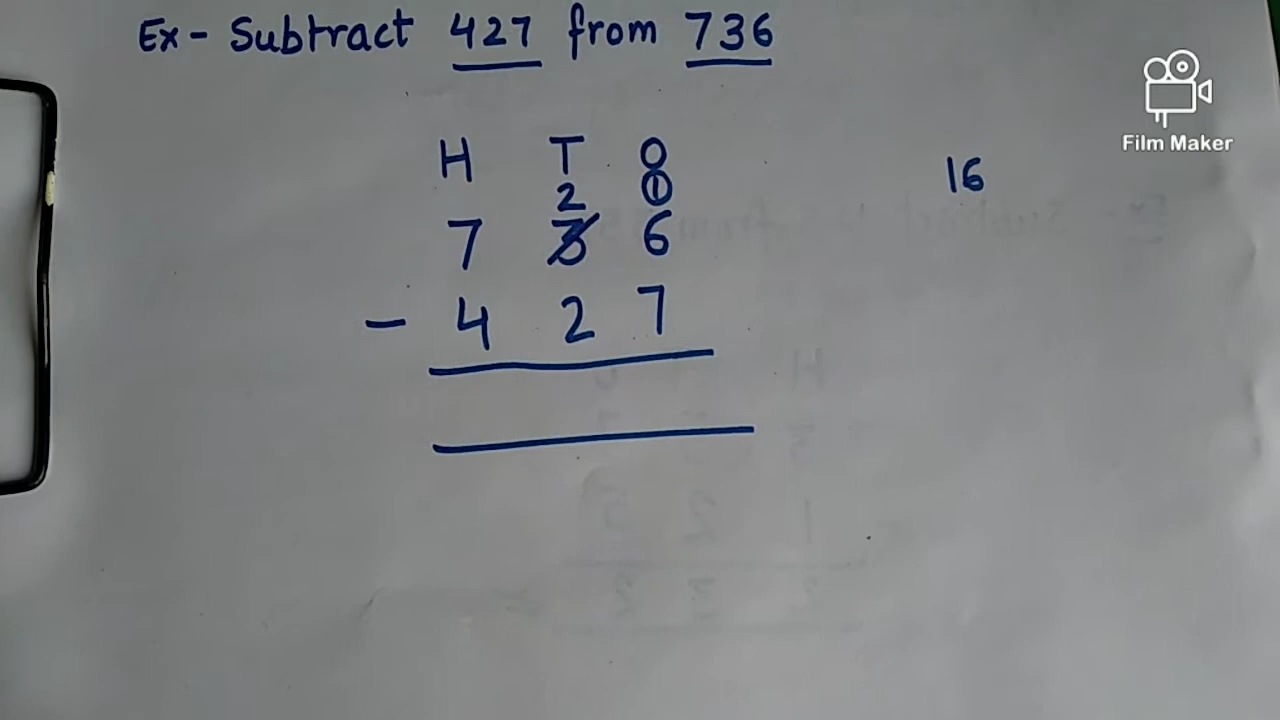 Ex- Subtract 427 from 736
Film Maker
H T O
2 1
16
7 3 6
- 4 2 7